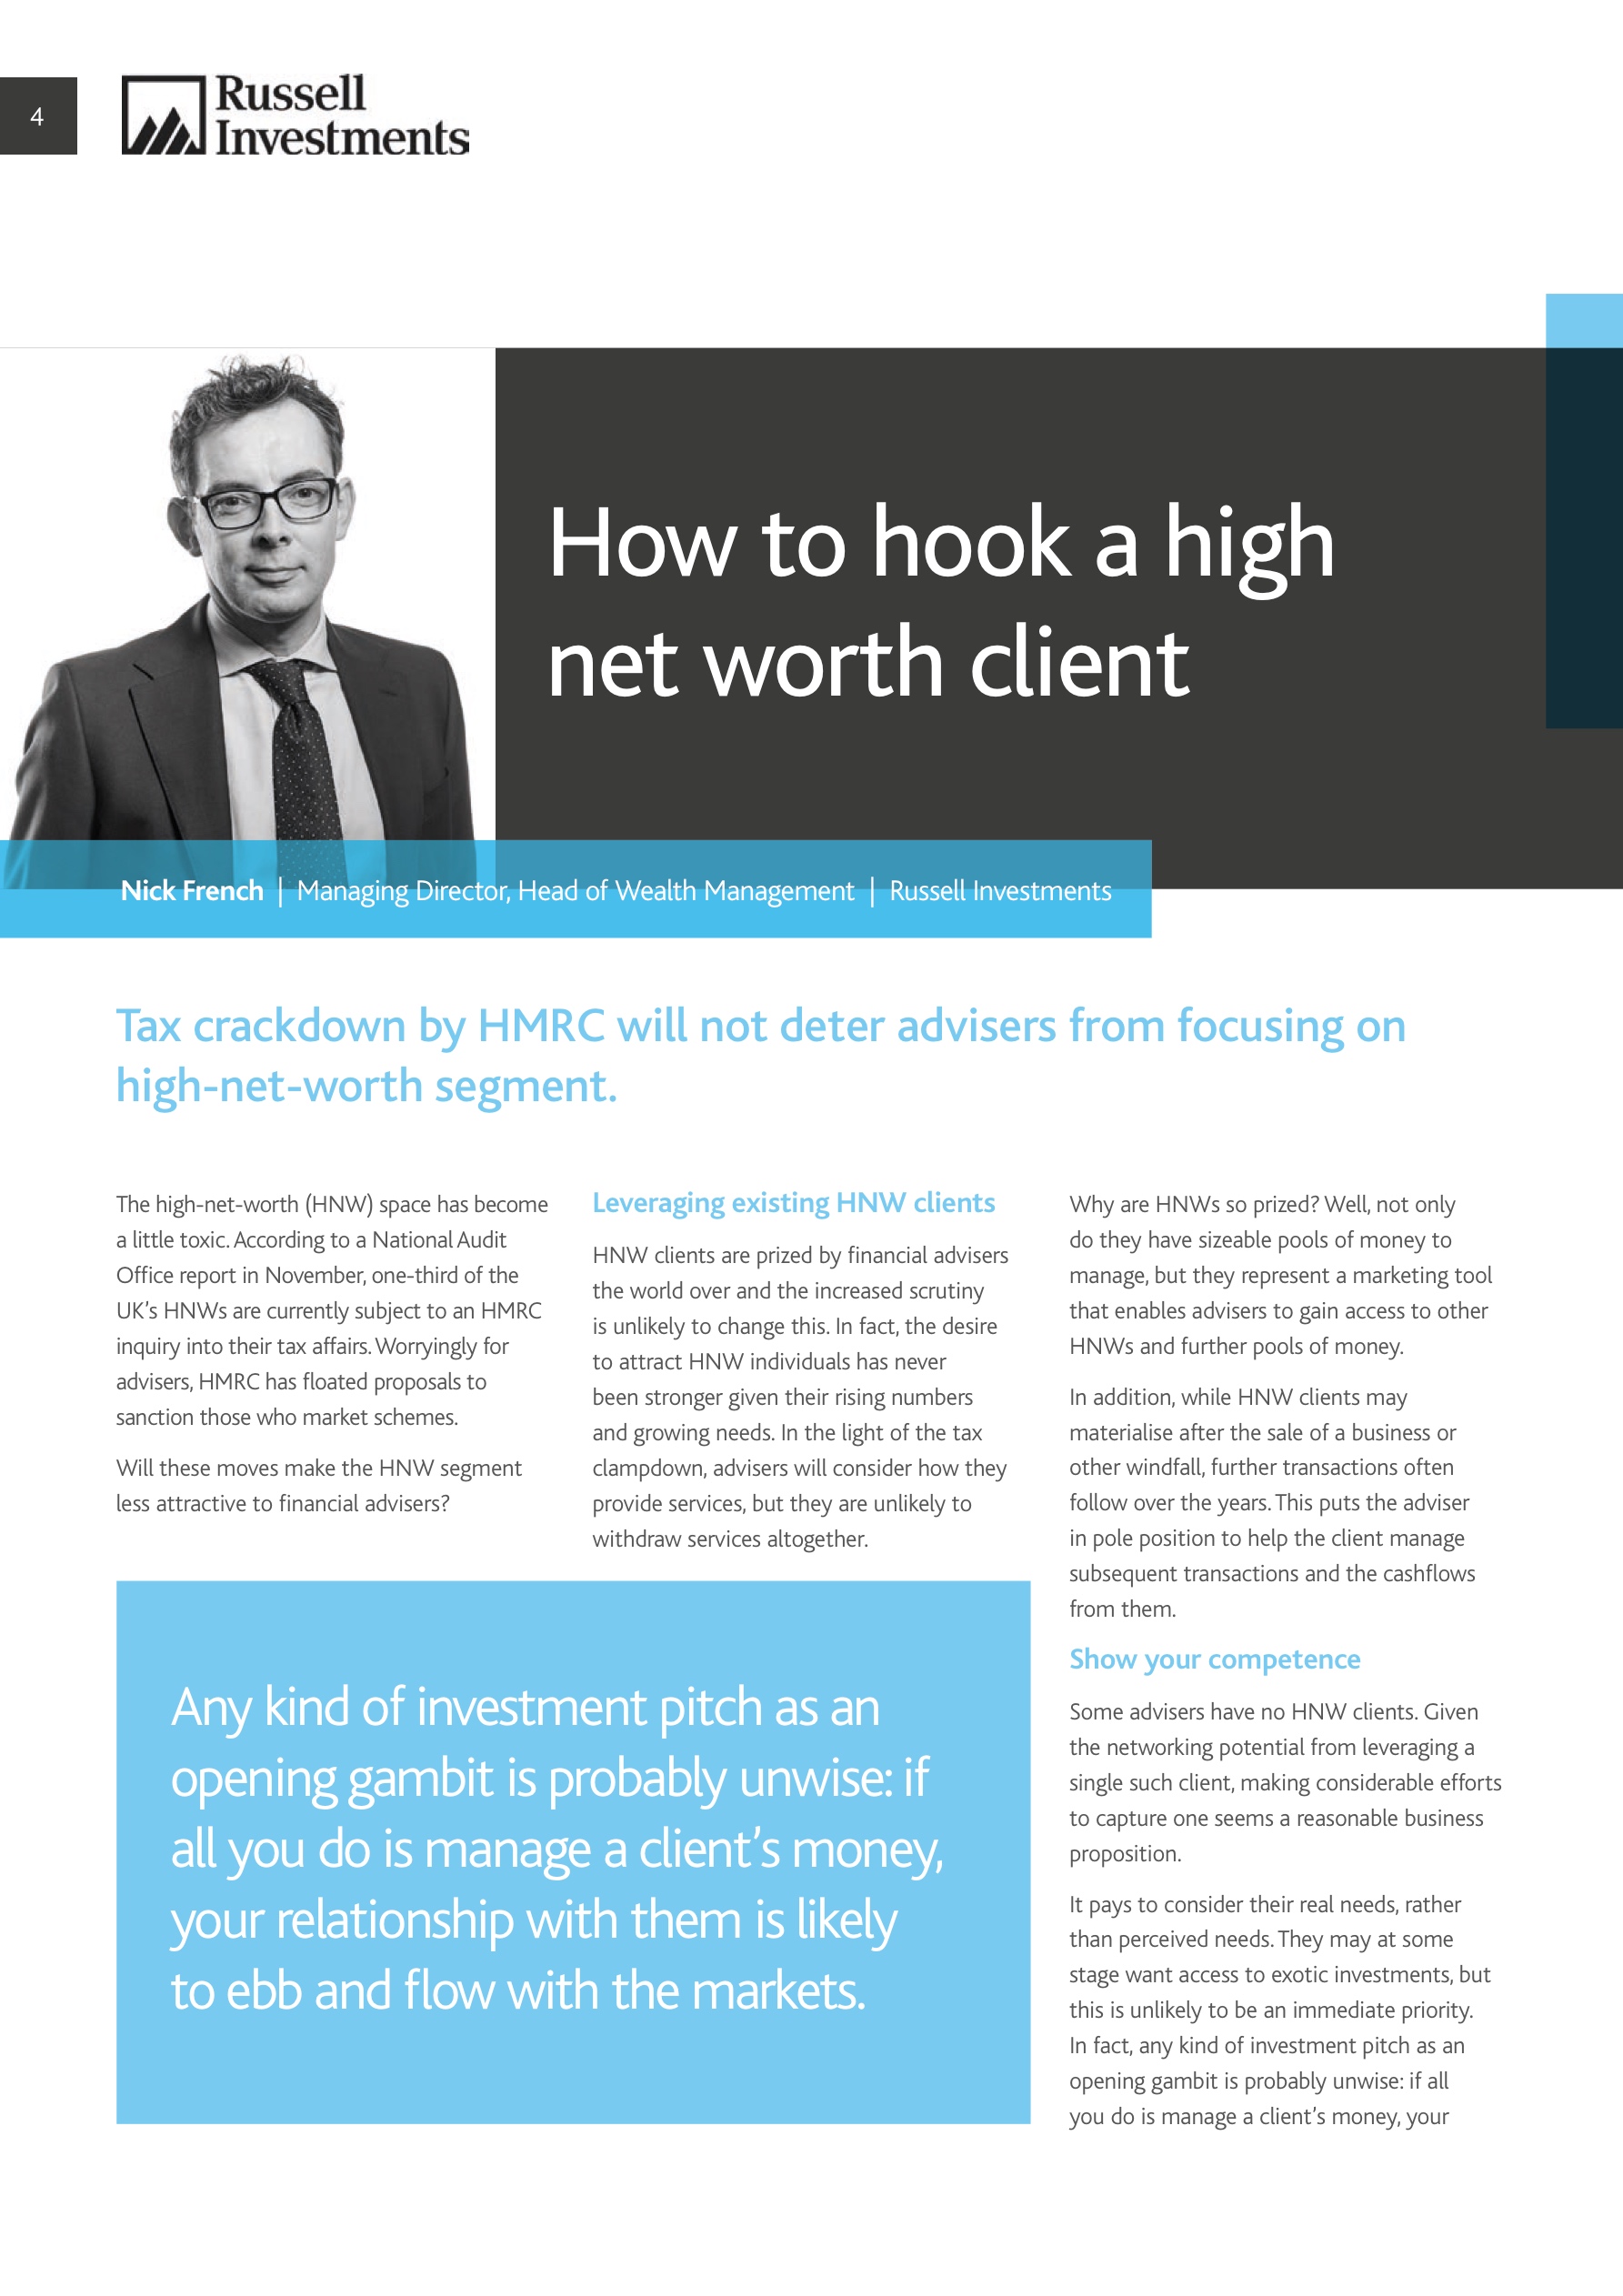 4
Russell
Investments
How to hook a high
net worth client
Nick French | Managing Director, Head of Wealth Management | Russell Investments
Tax crackdown by HMRC will not deter advisers from focusing on
high-net-worth segment.
The high-net-worth (HNW) space has become
a little toxic. According to a National Audit
Office report in November, one-third of the
UK’s HNWs are currently subject to an HMRC
inquiry into their tax affairs. Worryingly for
advisers, HMRC has floated proposals to
sanction those who market schemes.
Will these moves make the HNW segment
less attractive to financial advisers?
Leveraging existing HNW clients
HNW clients are prized by financial advisers
the world over and the increased scrutiny
is unlikely to change this. In fact, the desire
to attract HNW individuals has never
been stronger given their rising numbers
and growing needs. In the light of the tax
clampdown, advisers will consider how they
provide services, but they are unlikely to
withdraw services altogether.
Any kind of investment pitch as an
opening gambit is probably unwise: if
all you do is manage a client’s money,
your relationship with them is likely
to ebb and flow with the markets.
Why are HNWs so prized? Well, not only
do they have sizeable pools of money to
manage, but they represent a marketing tool
that enables advisers to gain access to other
HNWs and further pools of money.
In addition, while HNW clients may
materialise after the sale of a business or
other windfall, further transactions often
follow over the years. This puts the adviser
in pole position to help the client manage
subsequent transactions and the cashflows
from them.
Show your competence
Some advisers have no HNW clients. Given
the networking potential from leveraging a
single such client, making considerable efforts
to capture one seems a reasonable business
proposition.
It pays to consider their real needs, rather
than perceived needs. They may at some
stage want access to exotic investments, but
this is unlikely to be an immediate priority.
In fact, any kind of investment pitch as an
opening gambit is probably unwise: if all
you do is manage a client’s money, your